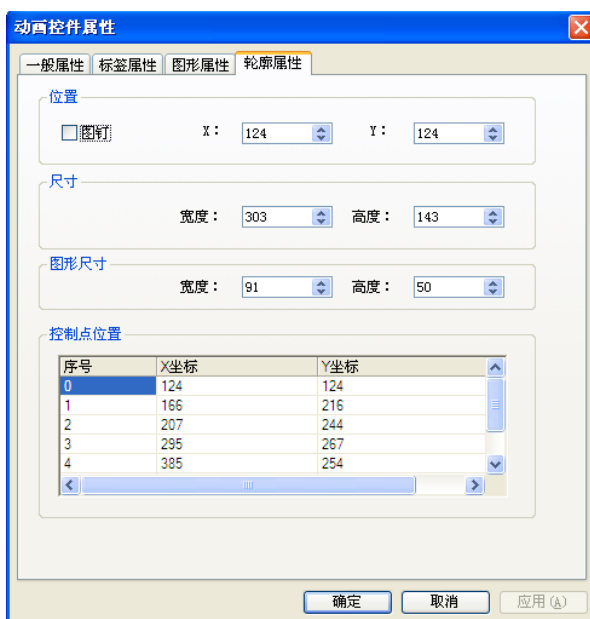 动画控件属性
一般属性 标签属性 图形属性 轮廓属性
位置
图钉 X: 124 Y: 124
尺寸
宽度: 303 高度: 143
图形尺寸
宽度: 91 高度: 50
控制点位置
序号 X坐标 Y坐标
0 124 124
1 166 216
2 207 244
3 295 267
4 385 254
确定 取消 应用(A)